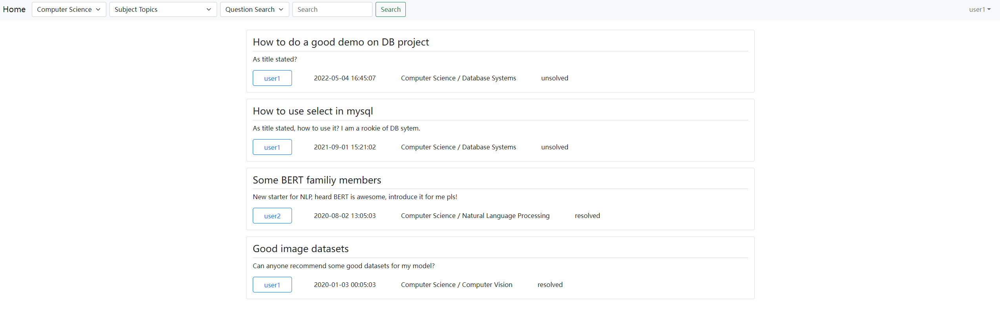 Home Computer Science Subject Topics Question Search Search Search user1
How to do a good demo on DB project
As title stated?
user1 2022-05-04 16:45:07 Computer Science / Database Systems unsolved
How to use select in mysql
As title stated, how to use it? I am a rookie of DB sytem.
user1 2021-09-01 15:21:02 Computer Science / Database Systems unsolved
Some BERT familiy members
New starter for NLP, heard BERT is awesome, introduce it for me pls!
user2 2020-08-02 13:05:03 Computer Science / Natural Language Processing resolved
Good image datasets
Can anyone recommend some good datasets for my model?
user1 2020-01-03 00:05:03 Computer Science / Computer Vision resolved